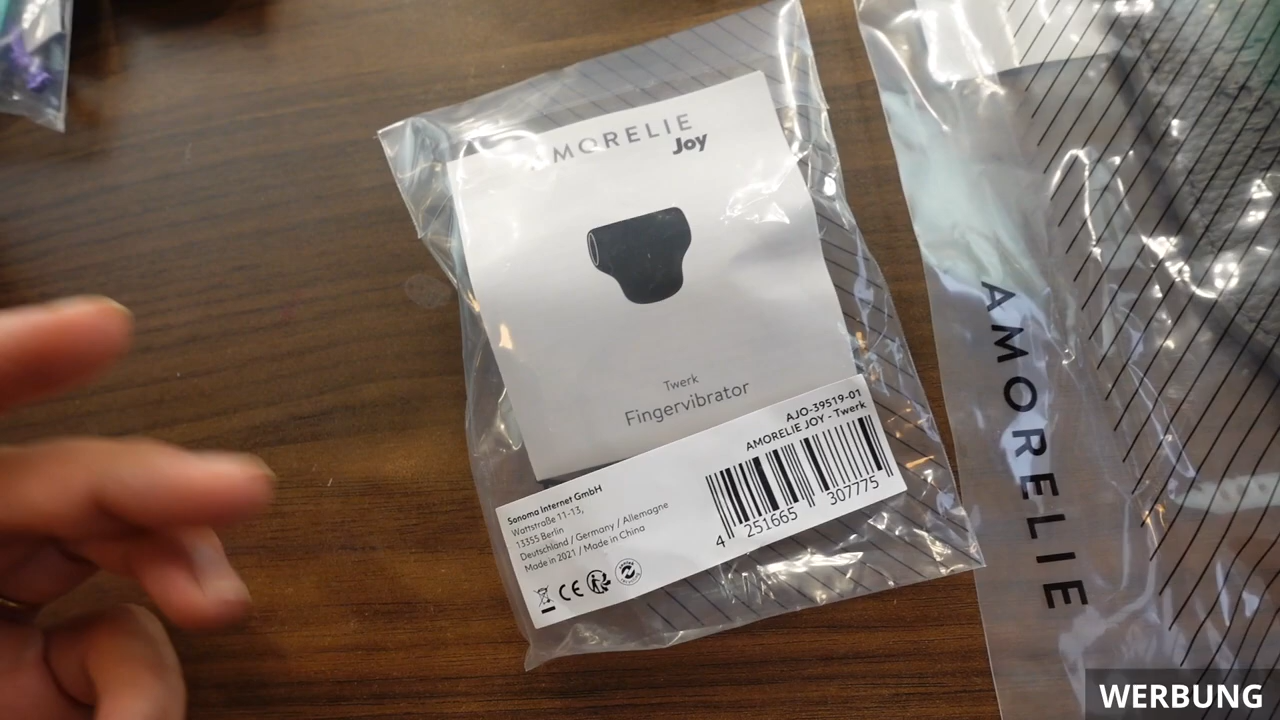 AMORELIE
Joy
Twerk
Fingervibrator
AJO-39519-01
AMORELIE JOY - Twerk
Sonoma Internet GmbH
Wattstraße 11-13,
13355 Berlin
Deutschland / Germany / Allemagne
Made in 2021 / Made in China
4 251665 307775
CE
AMORELIE
WERBUNG